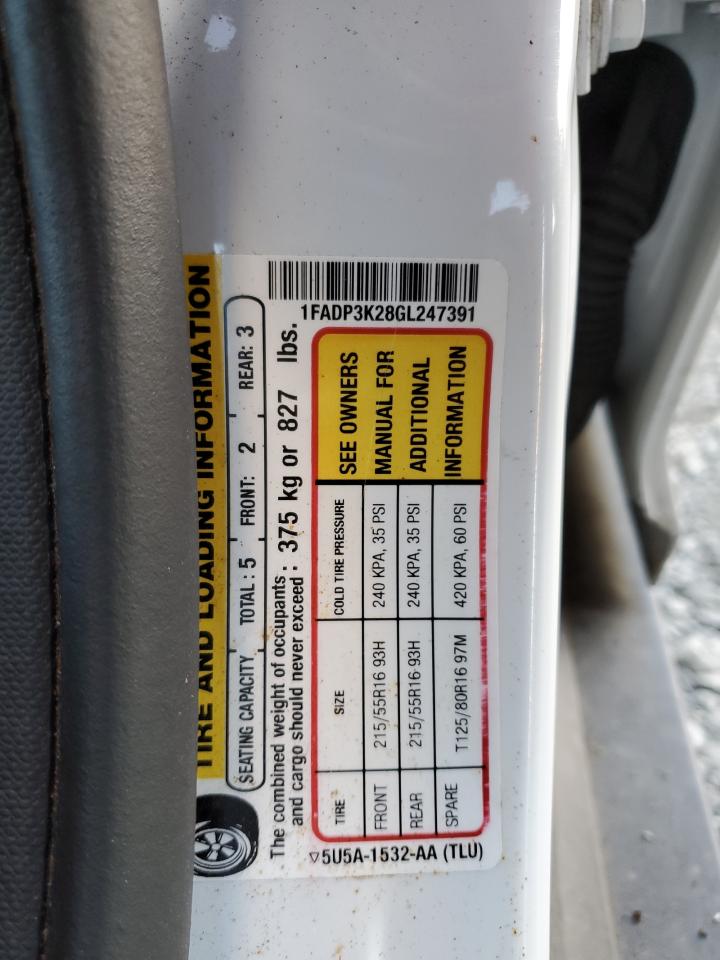 TIRE AND LOADING INFORMATION
SEATING CAPACITY TOTAL: 5 FRONT: 2 REAR: 3
The combined weight of occupants
and cargo should never exceed : 375 kg or 827 lbs.
TIRE SIZE COLD TIRE PRESSURE
FRONT 215/55R16 93H 240 KPA, 35 PSI
REAR 215/55R16 93H 240 KPA, 35 PSI
SPARE T125/80R16 97M 420 KPA, 60 PSI
SEE OWNERS
MANUAL FOR
ADDITIONAL
INFORMATION
▽5U5A-1532-AA (TLU)
1FADP3K28GL247391